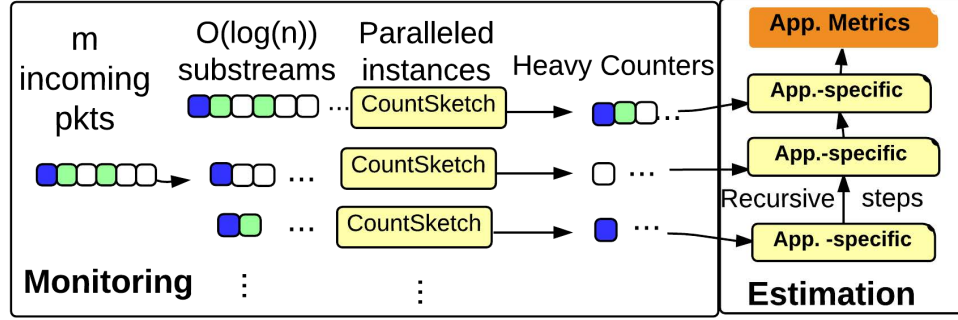 m
incoming
pkts
O(log(n))
substreams
Paralleled
instances
Heavy Counters
...
CountSketch
...
...
CountSketch
...
...
CountSketch
...
Monitoring
⋮
⋮
App. Metrics
App.-specific
App.-specific
Recursive steps
App. -specific
Estimation